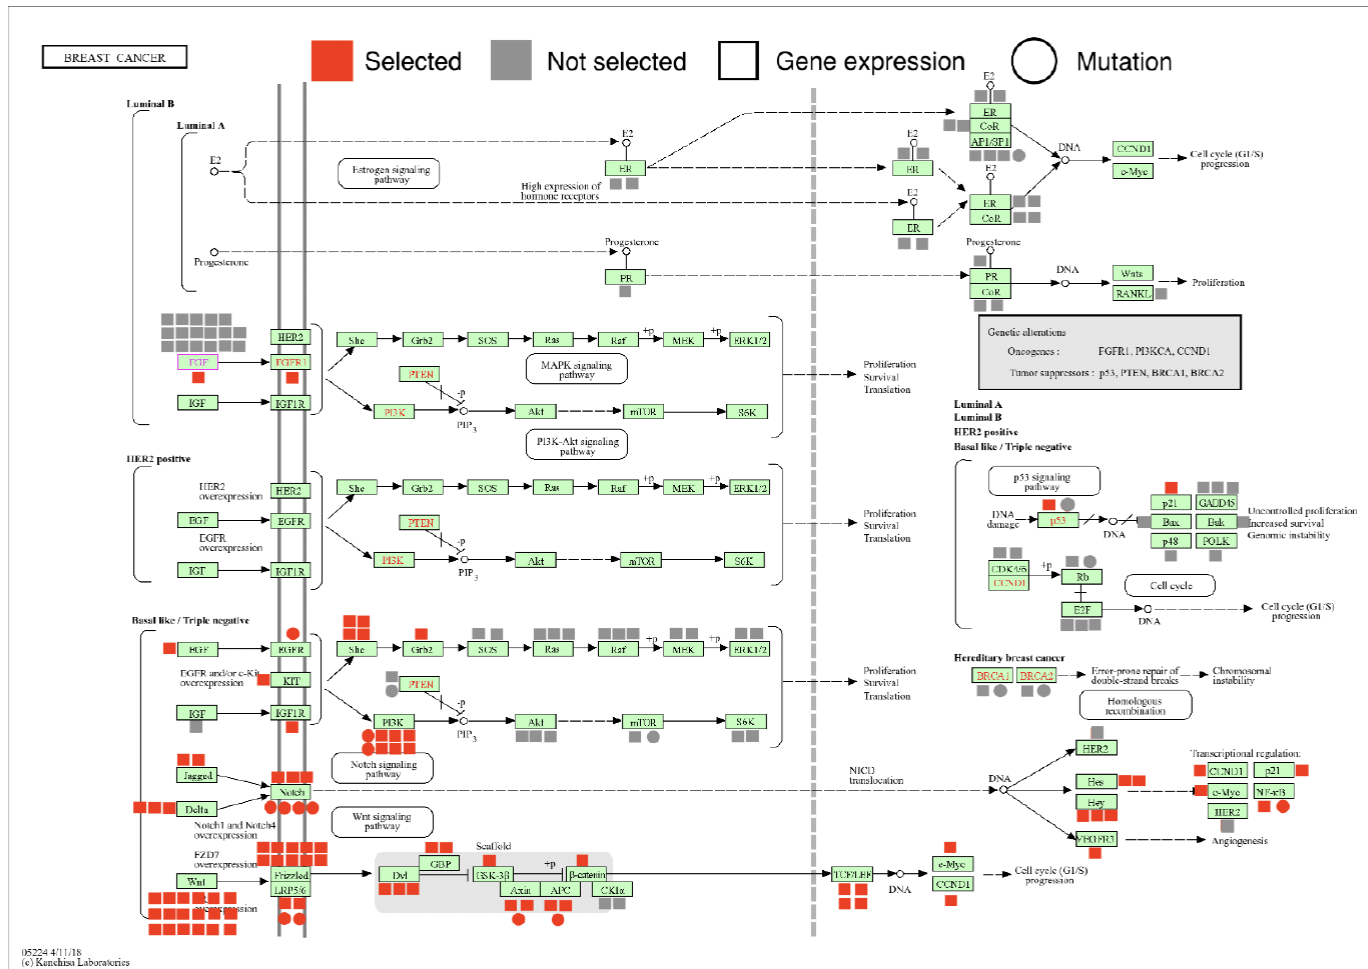 BREAST CANCER
Selected
Not selected
Gene expression
Mutation
Luminal B
Luminal A
E2
Estrogen signaling
pathway
High expression of
hormone receptors
E2
ER
E2
ER
E2
ER
E2
ER
CoR
AP1/SP1
E2
ER
CoR
DNA
CCND1
c-Myc
Cell cycle (G1/S)
progression
Progesterone
Progesterone
PR
Progesterone
PR
CoR
DNA
Wnts
RANKL
Proliferation
HER2
FGF
FGFR1
IGF
IGF1R
Shc
Grb2
SOS
Ras
Raf
+p
MEK
+p
ERK1/2
MAPK signaling
pathway
PTEN
-p
PI3K
PIP3
Akt
mTOR
S6K
PI3K-Akt signaling
pathway
Proliferation
Survival
Translation
Genetic alterations
Oncogenes : FGFR1, PI3KCA, CCND1
Tumor suppressors : p53, PTEN, BRCA1, BRCA2
HER2 positive
HER2
overexpression
HER2
EGF
EGFR
EGFR
overexpression
IGF
IGF1R
Shc
Grb2
SOS
Ras
Raf
+p
MEK
+p
ERK1/2
PTEN
-p
PI3K
PIP3
Akt
mTOR
S6K
Proliferation
Survival
Translation
Luminal A
Luminal B
HER2 positive
Basal like / Triple negative
p53 signaling
pathway
DNA
damage
p53
DNA
p21
GADD45
Bax
Bak
p48
POLK
Uncontrolled proliferation
Increased survival
Genomic instability
CDK4/6
CCND1
+p
Rb
E2F
Cell cycle
DNA
Cell cycle (G1/S)
progression
Basal like / Triple negative
EGF
EGFR
EGFR and/or c-Kit
overexpression
KIT
IGF
IGF1R
Shc
Grb2
SOS
Ras
Raf
+p
MEK
+p
ERK1/2
PTEN
-p
PI3K
PIP3
Akt
mTOR
S6K
Proliferation
Survival
Translation
Hereditary breast cancer
BRCA1
BRCA2
Error-prone repair of
double-strand breaks
Chromosomal
instability
Homologous
recombination
Notch signaling
pathway
Jagged
Delta
Notch
Notch1 and Notch4
overexpression
NICD
translocation
DNA
HER2
Hes
Hey
VEGFR3
Transcriptional regulation:
CCND1
p21
c-Myc
NF-κB
HER2
Angiogenesis
Wnt signaling
pathway
FZD7
overexpression
Wnt
overexpression
Frizzled
LRP5/6
Scaffold
Dvl
GBP
GSK-3β
+p
β-catenin
Axin
APC
CK1α
TCF/LEF
DNA
c-Myc
CCND1
Cell cycle (G1/S)
progression
05224 4/11/18
(c) Kanehisa Laboratories